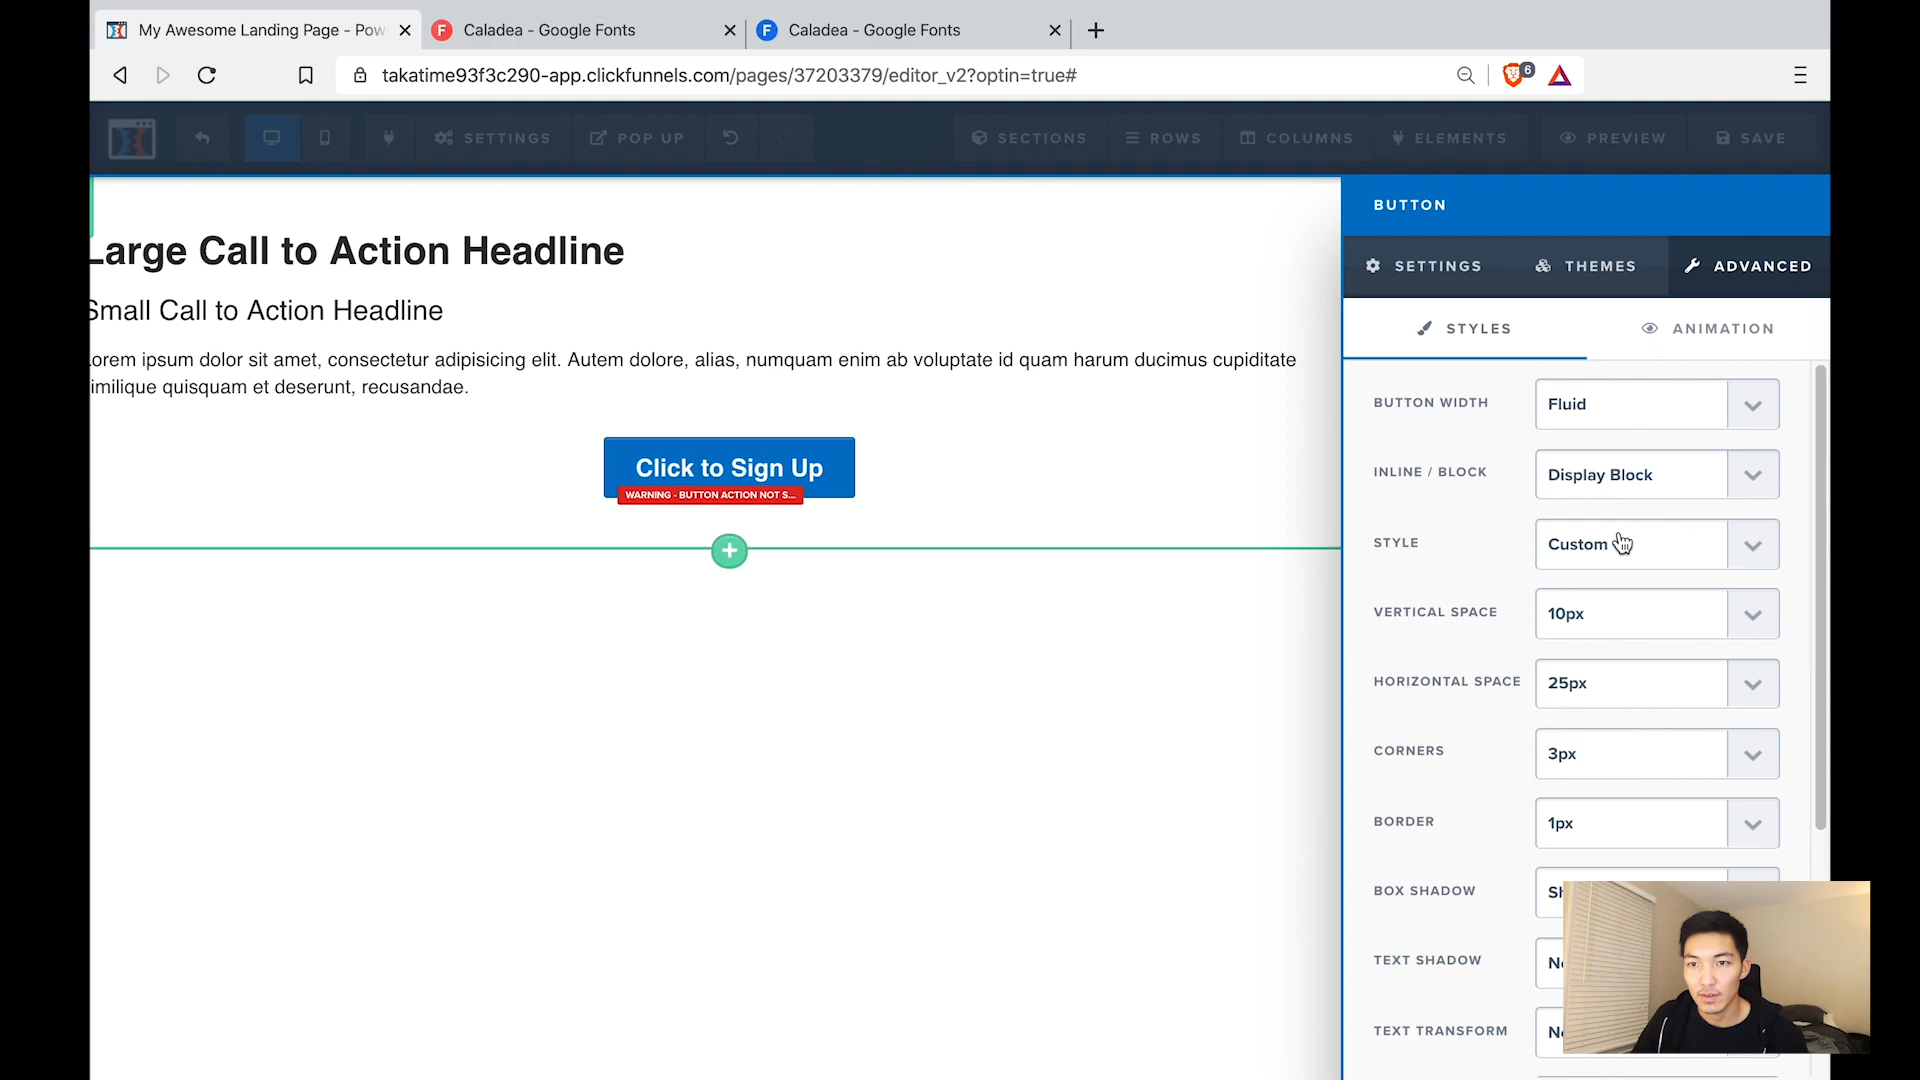 My Awesome Landing Page - Pow
Caladea - Google Fonts
Caladea - Google Fonts
takatime93f3c290-app.clickfunnels.com/pages/37203379/editor_v2?optin=true#
6
SETTINGS
POP UP
SECTIONS
ROWS
COLUMNS
ELEMENTS
PREVIEW
SAVE
Large Call to Action Headline
Small Call to Action Headline
orem ipsum dolor sit amet, consectetur adipisicing elit. Autem dolore, alias, numquam enim ab voluptate id quam harum ducimus cupiditate
imilique quisquam et deserunt, recusandae.
Click to Sign Up
WARNING - BUTTON ACTION NOT S...
BUTTON
SETTINGS
THEMES
ADVANCED
STYLES
ANIMATION
BUTTON WIDTH
Fluid
INLINE / BLOCK
Display Block
STYLE
Custom
VERTICAL SPACE
10px
HORIZONTAL SPACE
25px
CORNERS
3px
BORDER
1px
BOX SHADOW
TEXT SHADOW
TEXT TRANSFORM